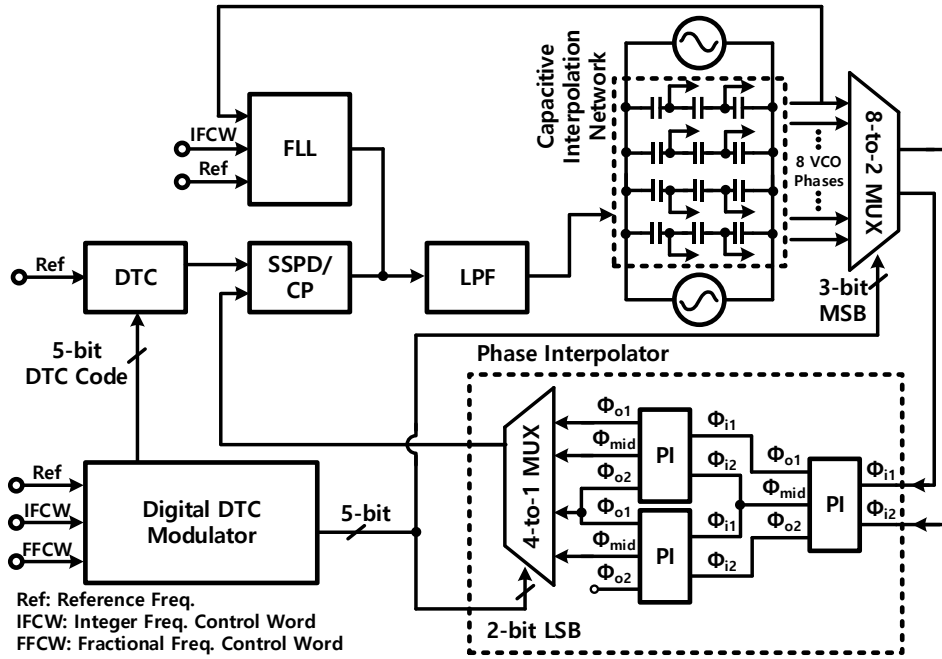 IFCW
Ref
FLL
Capacitive
Interpolation
Network
8 VCO
Phases
8-to-2 MUX
Ref
DTC
SSPD/
CP
LPF
3-bit
MSB
5-bit
DTC Code
Phase Interpolator
4-to-1 MUX
Φo1
Φmid
Φo2
Φo1
Φmid
Φo2
PI
PI
Φi1
Φi2
Φi1
Φi2
Φo1
Φmid
Φo2
PI
Φi1
Φi2
Ref
IFCW
FFCW
Digital DTC
Modulator
5-bit
2-bit LSB
Ref: Reference Freq.
IFCW: Integer Freq. Control Word
FFCW: Fractional Freq. Control Word